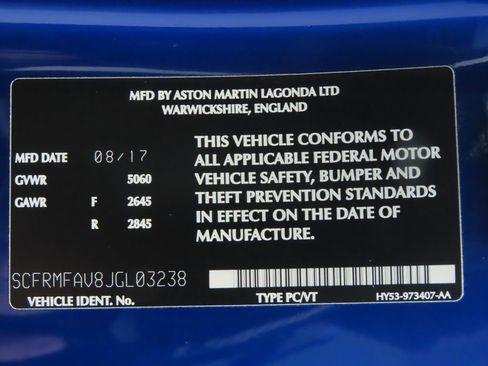 MFD BY ASTON MARTIN LAGONDA LTD
WARWICKSHIRE, ENGLAND
MFD DATE 08/17
GVWR 5060
GAWR F 2645
R 2845
THIS VEHICLE CONFORMS TO
ALL APPLICABLE FEDERAL MOTOR
VEHICLE SAFETY, BUMPER AND
THEFT PREVENTION STANDARDS
IN EFFECT ON THE DATE OF
MANUFACTURE.
SCFRMFAV8JGL03238
VEHICLE IDENT. No.
TYPE PC/VT
HY53-973407-AA